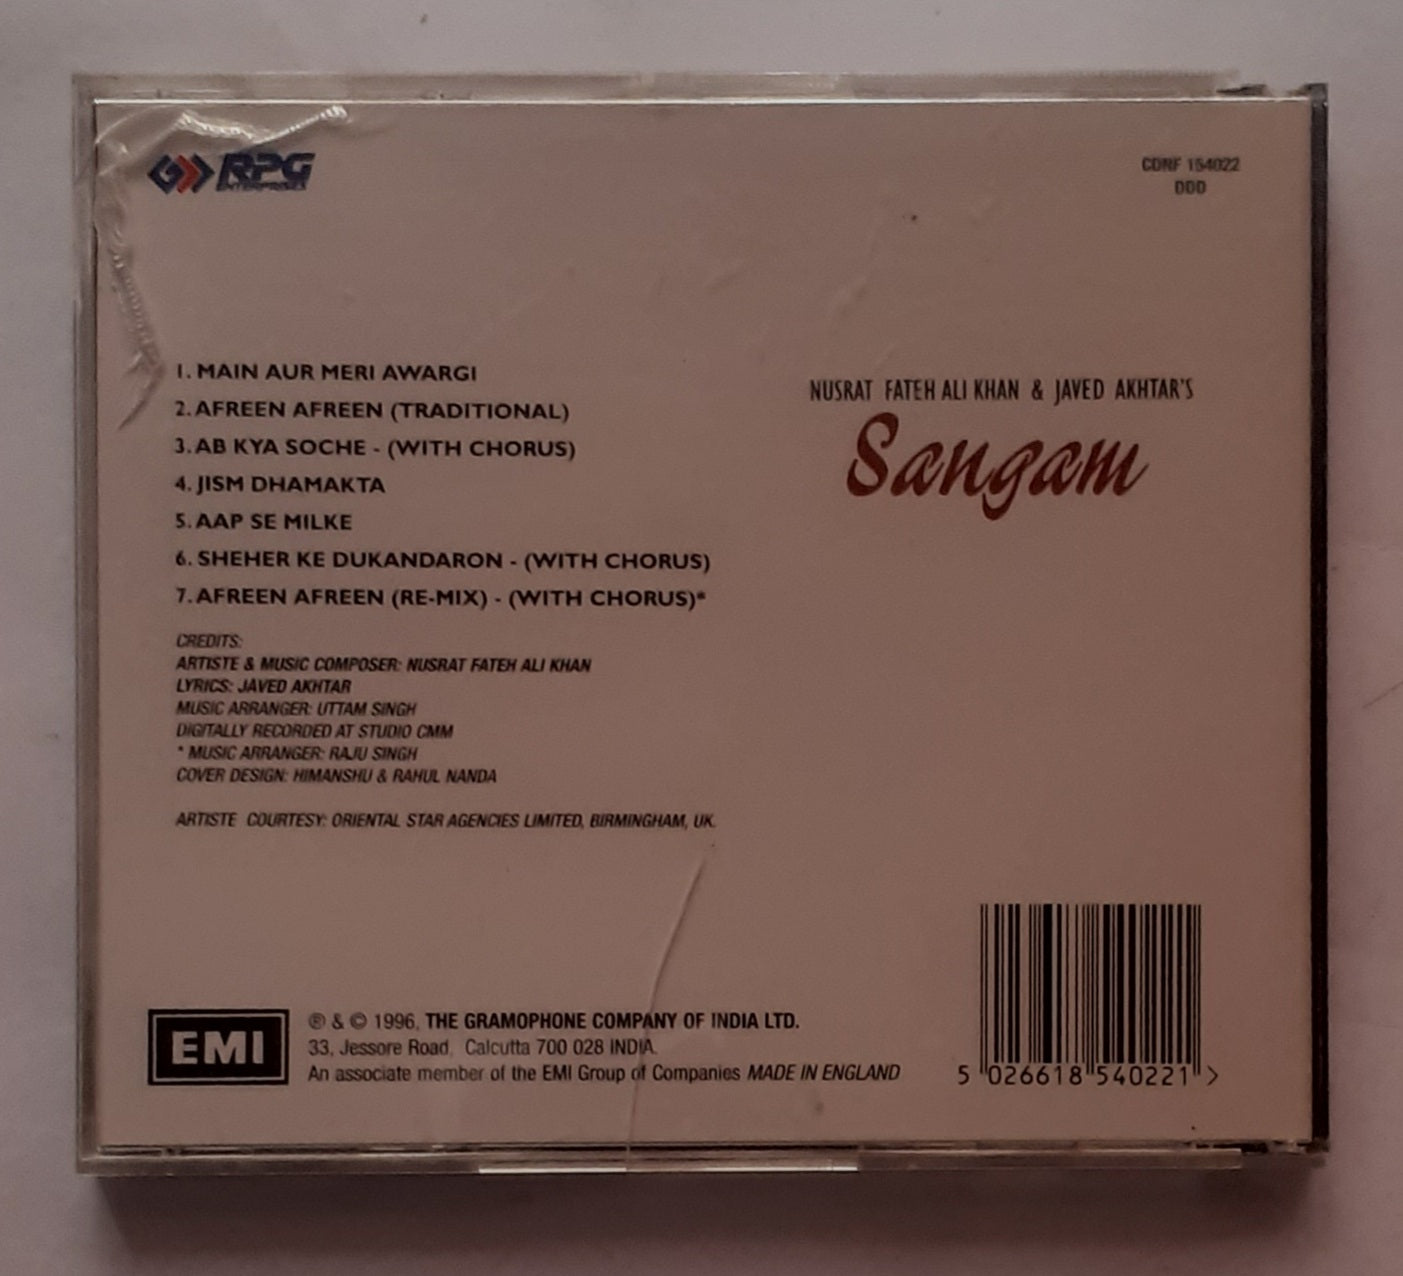 RPG
ENTERPRISES
CDNF 154022
DDD
1. MAIN AUR MERI AWARGI
2. AFREEN AFREEN (TRADITIONAL)
3. AB KYA SOCHE - (WITH CHORUS)
4. JISM DHAMAKTA
5. AAP SE MILKE
6. SHEHER KE DUKANDARON - (WITH CHORUS)
7. AFREEN AFREEN (RE-MIX) - (WITH CHORUS)*
NUSRAT FATEH ALI KHAN & JAVED AKHTAR'S
Sangam
CREDITS:
ARTISTE & MUSIC COMPOSER: NUSRAT FATEH ALI KHAN
LYRICS: JAVED AKHTAR
MUSIC ARRANGER: UTTAM SINGH
DIGITALLY RECORDED AT STUDIO CMM
* MUSIC ARRANGER: RAJU SINGH
COVER DESIGN: HIMANSHU & RAHUL NANDA
ARTISTE COURTESY: ORIENTAL STAR AGENCIES LIMITED, BIRMINGHAM, UK.
EMI
℗ & © 1996, THE GRAMOPHONE COMPANY OF INDIA LTD.
33, Jessore Road, Calcutta 700 028 INDIA.
An associate member of the EMI Group of Companies MADE IN ENGLAND
5 026618 540221 >